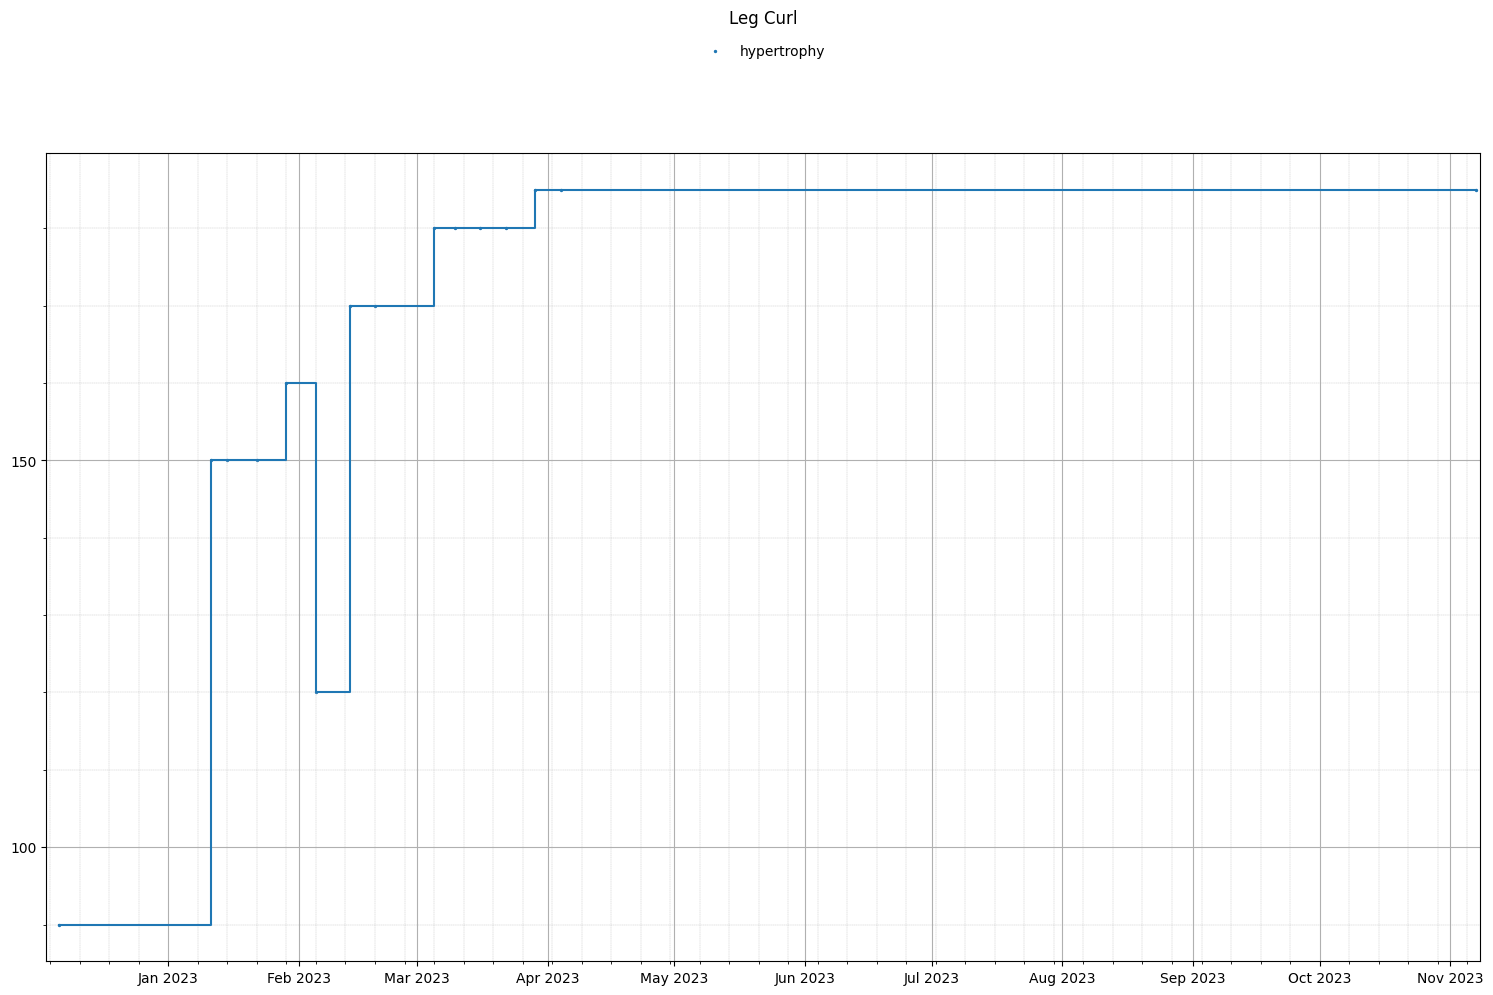 Leg Curl
hypertrophy
150
100
Jan 2023
Feb 2023
Mar 2023
Apr 2023
May 2023
Jun 2023
Jul 2023
Aug 2023
Sep 2023
Oct 2023
Nov 2023